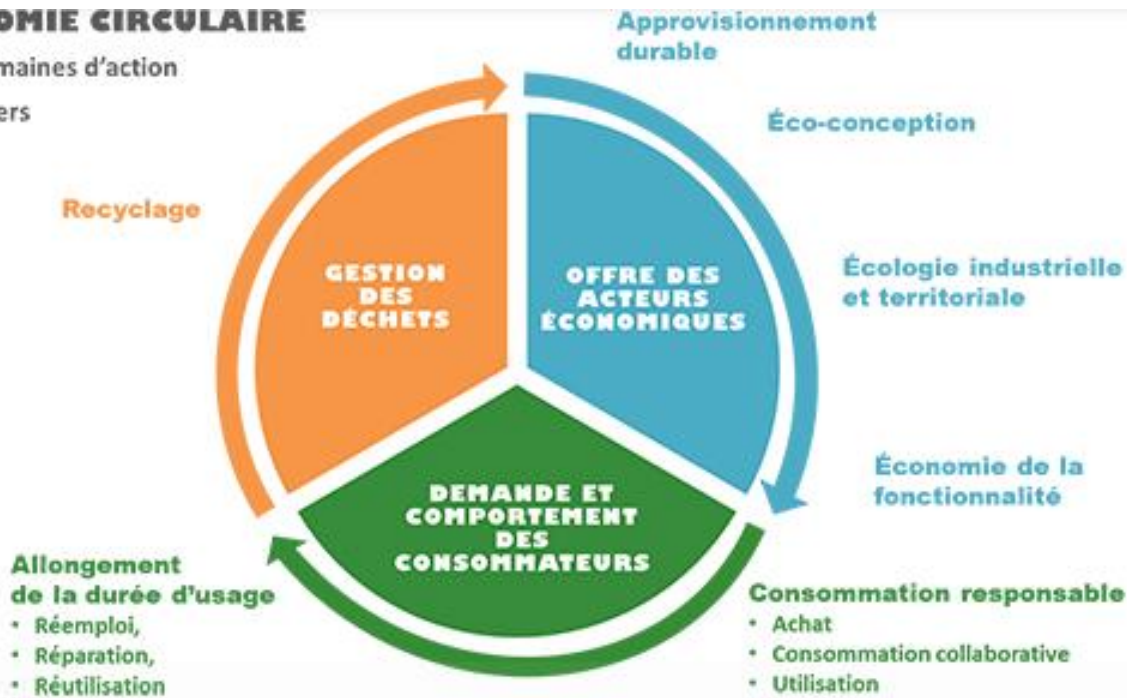 OMIE CIRCULAIRE
maines d'action
ers
Approvisionnement
durable
Éco-conception
Recyclage
Écologie industrielle
et territoriale
GESTION
DES
DÉCHETS
OFFRE DES
ACTEURS
ÉCONOMIQUES
Économie de la
fonctionnalité
DEMANDE ET
COMPORTEMENT
DES
CONSOMMATEURS
Allongement
de la durée d'usage
• Réemploi,
• Réparation,
• Réutilisation
Consommation responsable
• Achat
• Consommation collaborative
• Utilisation